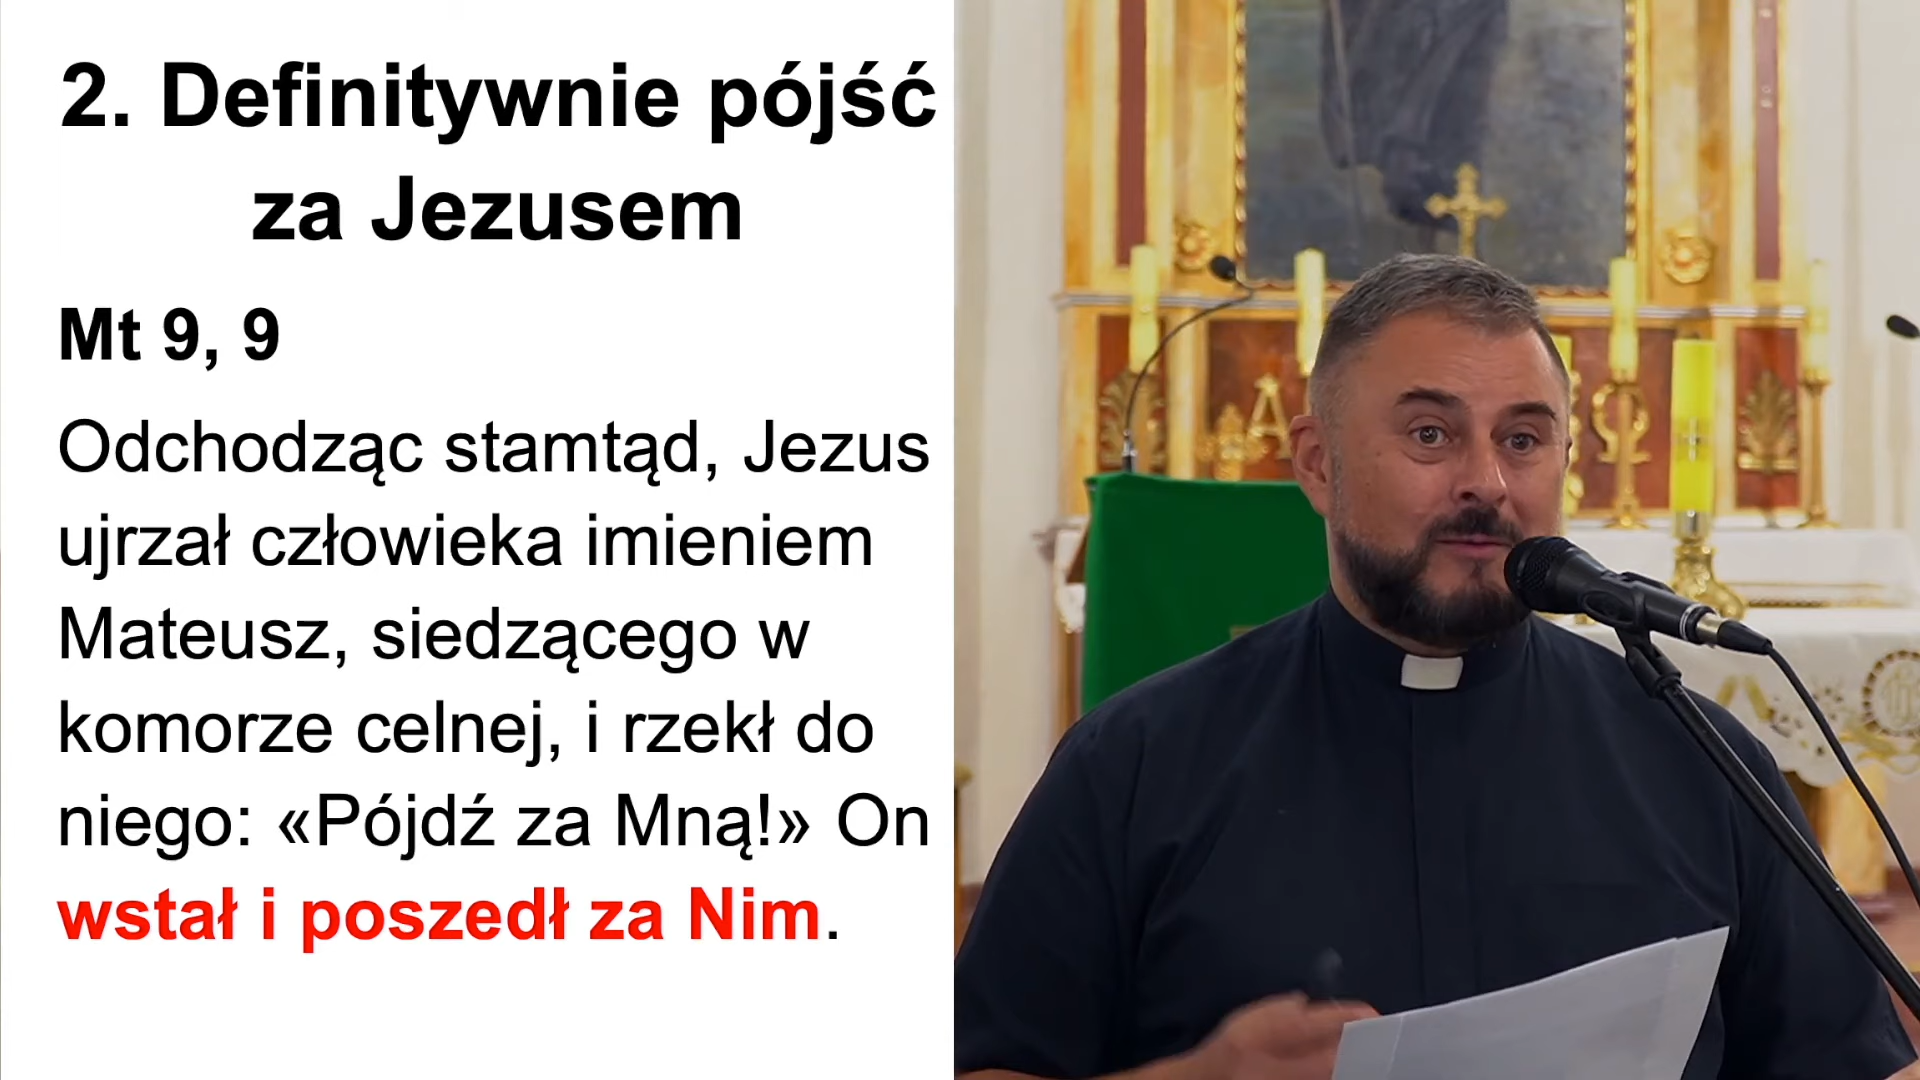 2. Definitywnie pójść
za Jezusem
Mt 9, 9
Odchodząc stamtąd, Jezus
ujrzał człowieka imieniem
Mateusz, siedzącego w
komorze celnej, i rzekł do
niego: «Pójdź za Mną!» On
wstał i poszedł za Nim.